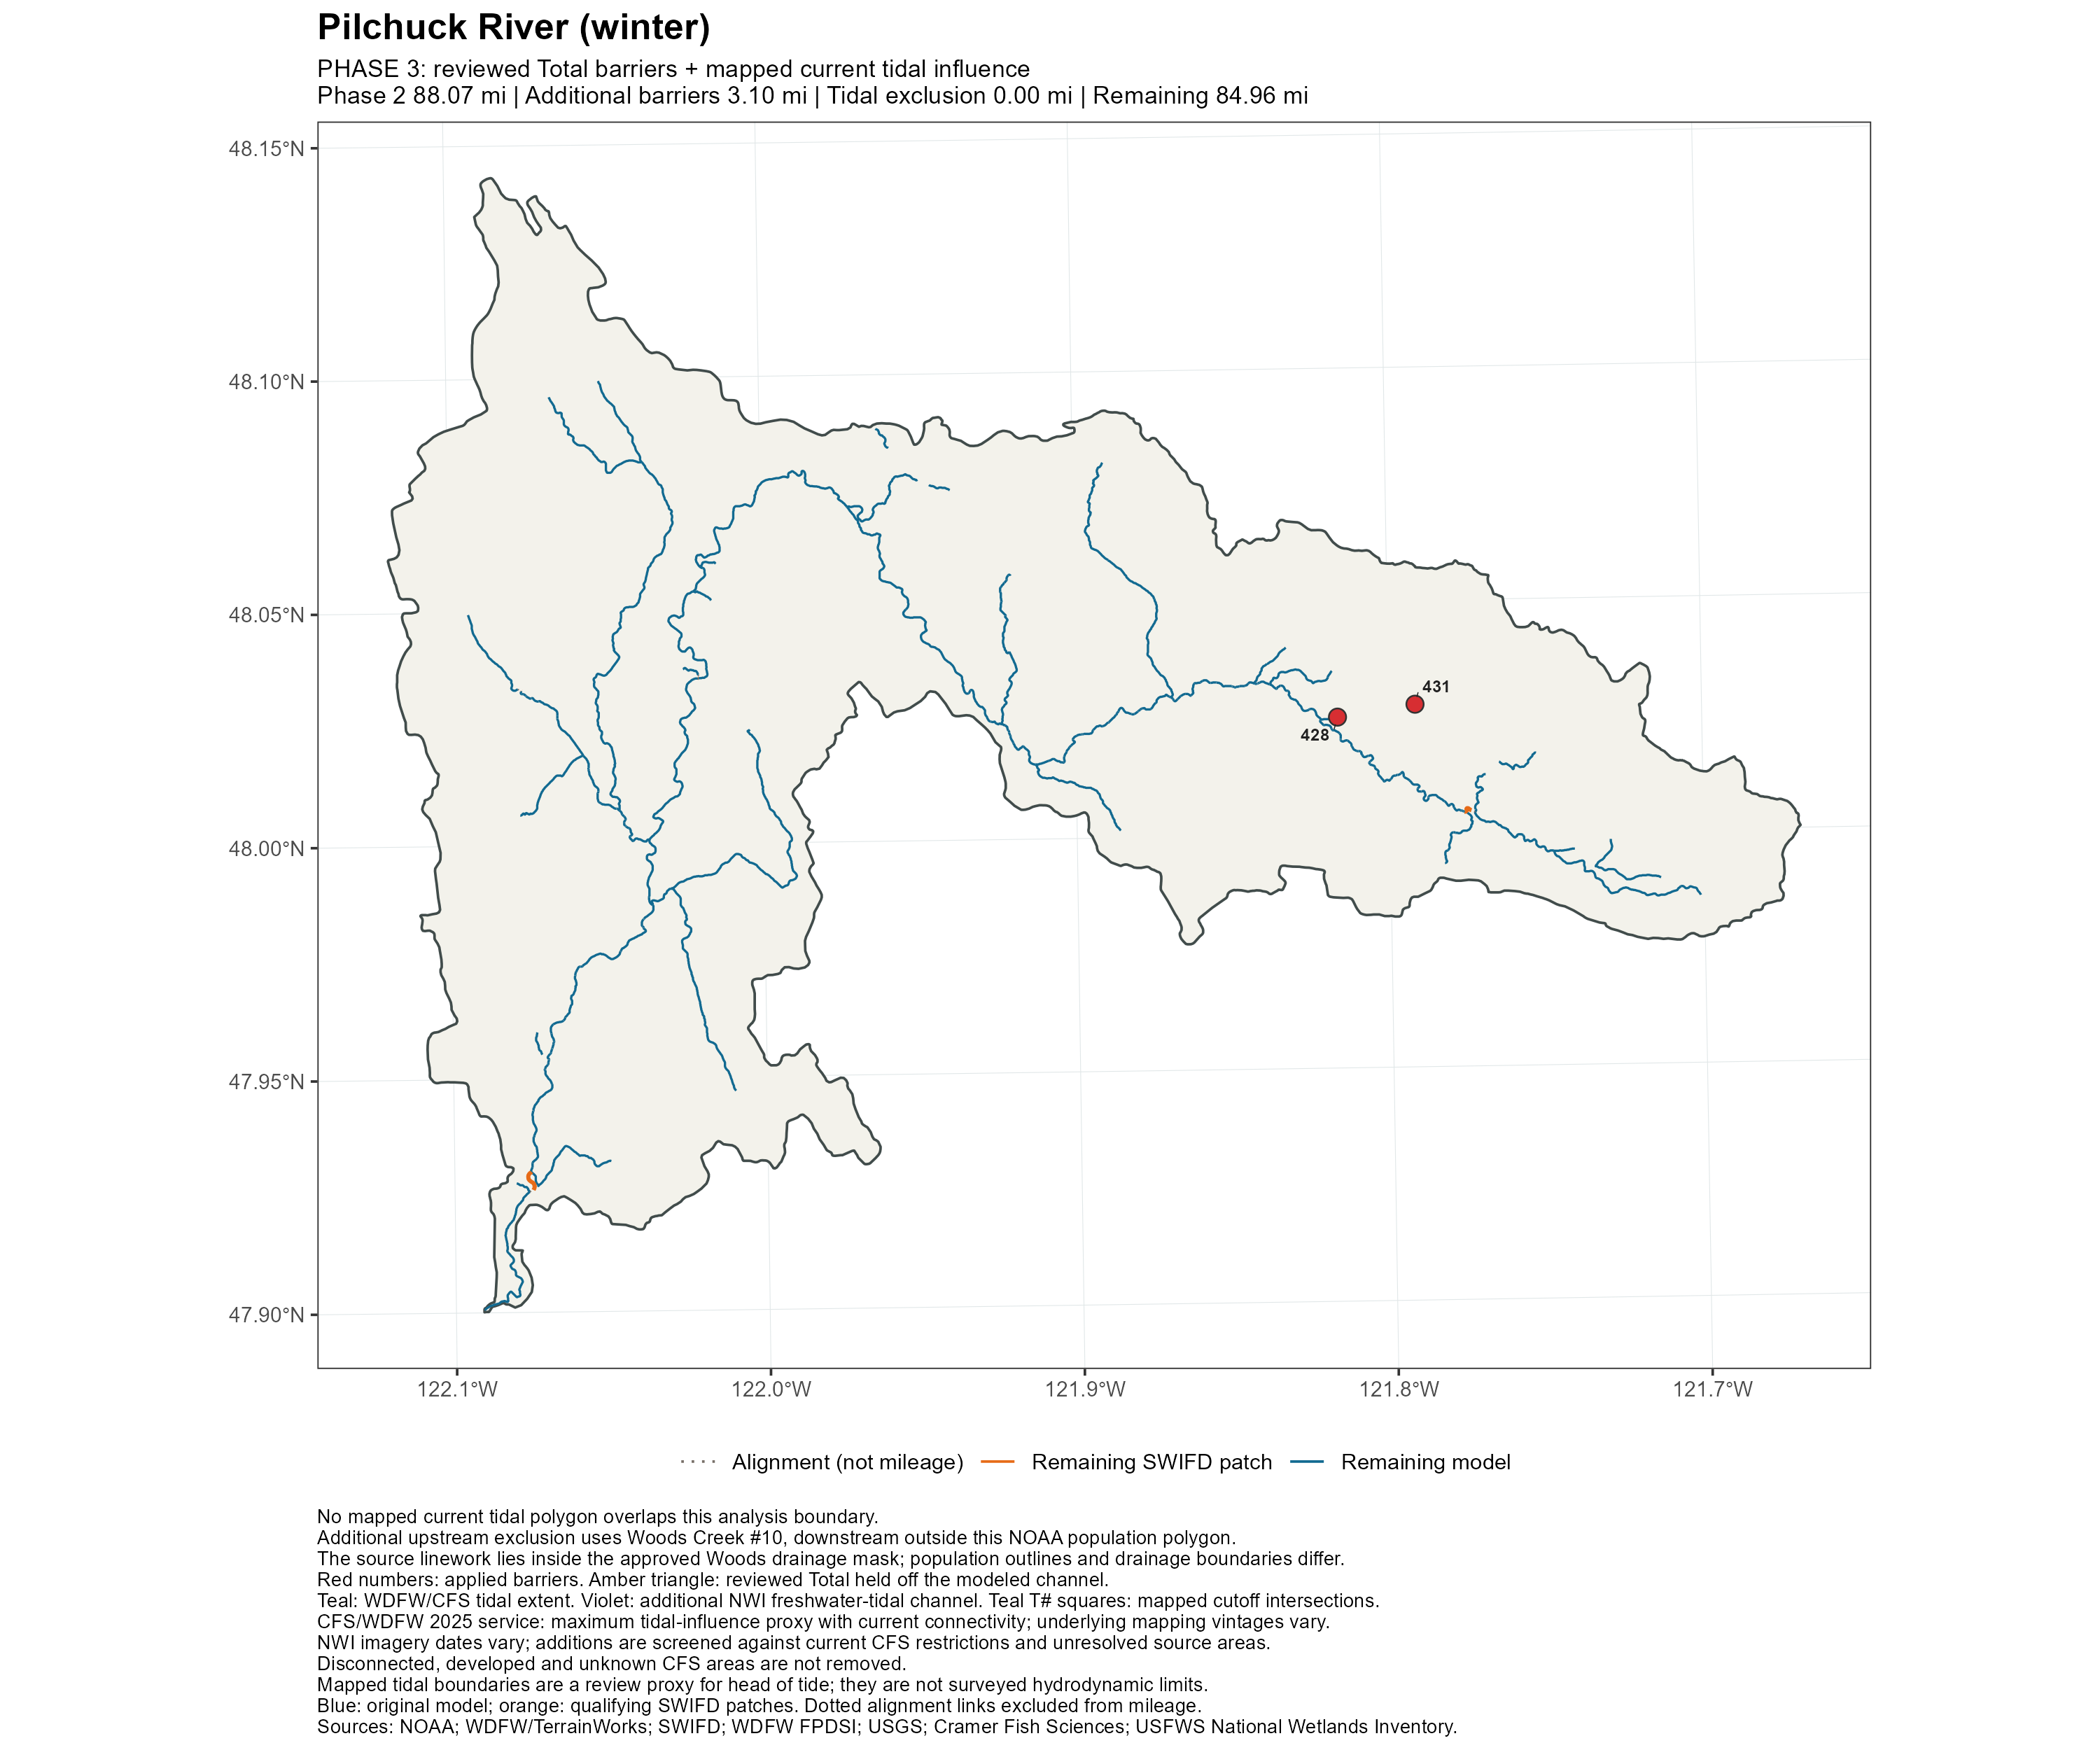 Pilchuck River (winter)
PHASE 3: reviewed Total barriers + mapped current tidal influence
Phase 2 88.07 mi | Additional barriers 3.10 mi | Tidal exclusion 0.00 mi | Remaining 84.96 mi
48.15°N
48.10°N
48.05°N
48.00°N
47.95°N
47.90°N
431
428
122.1°W
122.0°W
121.9°W
121.8°W
121.7°W
Alignment (not mileage)
Remaining SWIFD patch
Remaining model
No mapped current tidal polygon overlaps this analysis boundary.
Additional upstream exclusion uses Woods Creek #10, downstream outside this NOAA population polygon.
The source linework lies inside the approved Woods drainage mask; population outlines and drainage boundaries differ.
Red numbers: applied barriers. Amber triangle: reviewed Total held off the modeled channel.
Teal: WDFW/CFS tidal extent. Violet: additional NWI freshwater-tidal channel. Teal T# squares: mapped cutoff intersections.
CFS/WDFW 2025 service: maximum tidal-influence proxy with current connectivity; underlying mapping vintages vary.
NWI imagery dates vary; additions are screened against current CFS restrictions and unresolved source areas.
Disconnected, developed and unknown CFS areas are not removed.
Mapped tidal boundaries are a review proxy for head of tide; they are not surveyed hydrodynamic limits.
Blue: original model; orange: qualifying SWIFD patches. Dotted alignment links excluded from mileage.
Sources: NOAA; WDFW/TerrainWorks; SWIFD; WDFW FPDSI; USGS; Cramer Fish Sciences; USFWS National Wetlands Inventory.